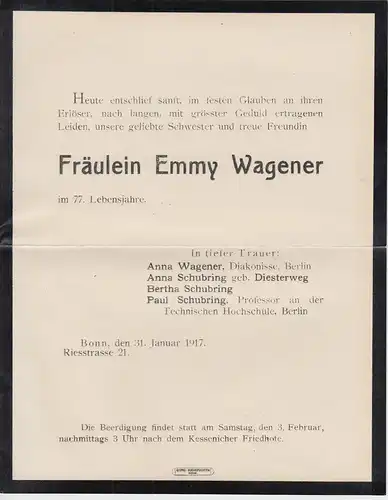 Heute entschlief sanft, im festen Glauben an ihren
Erlöser, nach langen, mit grösster Geduld ertragenen
Leiden, unsere geliebte Schwester und treue Freundin
Fräulein Emmy Wagener
im 77. Lebensjahre.
In tiefer Trauer:
Anna Wagener, Diakonisse, Berlin
Anna Schubring geb. Diesterweg
Bertha Schubring
Paul Schubring, Professor an der
Technischen Hochschule, Berlin
Bonn, den 31. Januar 1917.
Riesstrasse 21.
Die Beerdigung findet statt am Samstag, den 3. Februar,
nachmittags 3 Uhr nach dem Kessenicher Friedhofe.